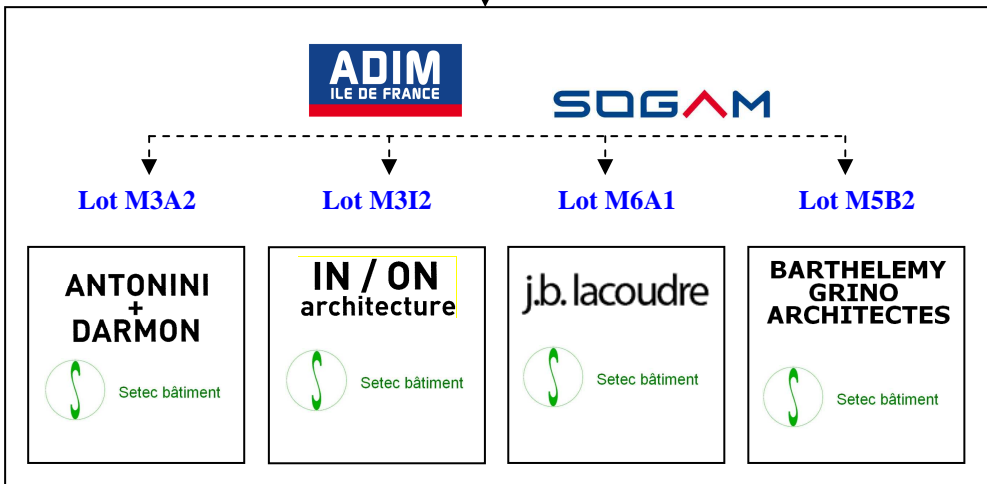 ADIM
ILE DE FRANCE
SOGAM
Lot M3A2
Lot M3I2
Lot M6A1
Lot M5B2
ANTONINI
+
DARMON
Setec bâtiment
IN / ON
architecture
Setec bâtiment
j.b. lacoudre
Setec bâtiment
BARTHELEMY
GRINO
ARCHITECTES
Setec bâtiment